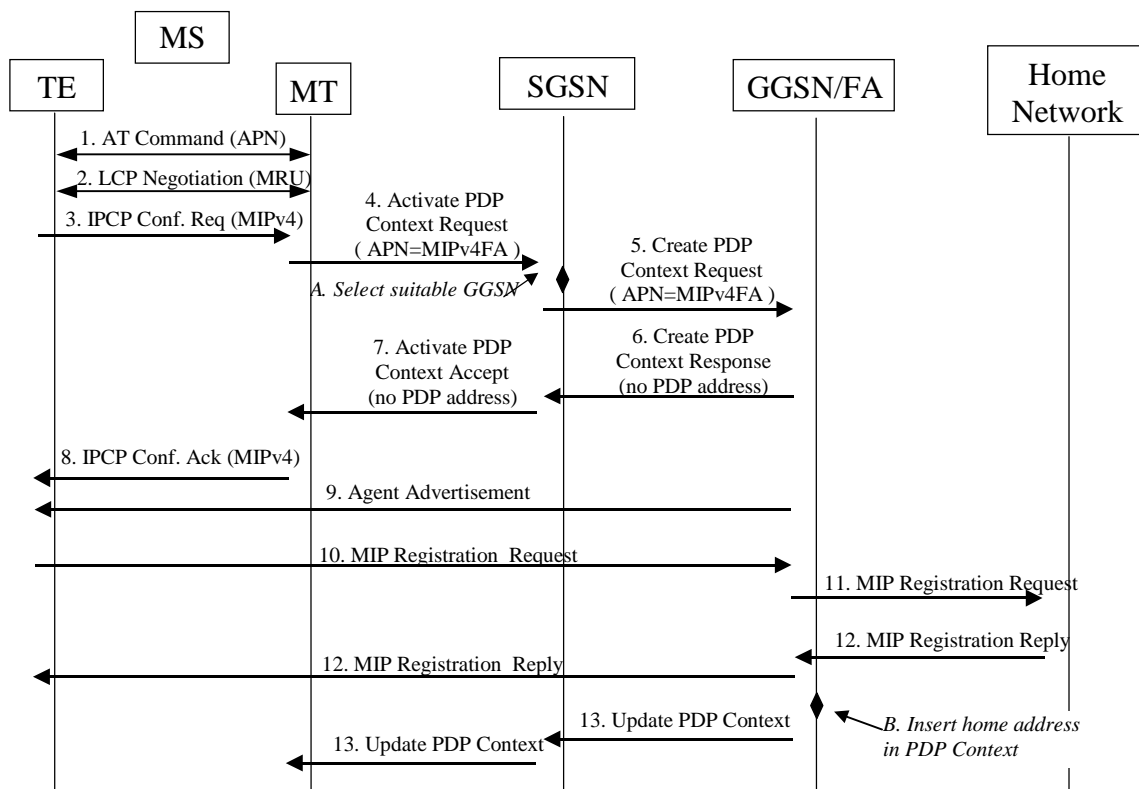 MS
TE
MT
SGSN
GGSN/FA
Home
Network
1. AT Command (APN)
2. LCP Negotiation (MRU)
3. IPCP Conf. Req (MIPv4)
4. Activate PDP
Context Request
( APN=MIPv4FA )
A. Select suitable GGSN
5. Create PDP
Context Request
( APN=MIPv4FA )
6. Create PDP
Context Response
(no PDP address)
7. Activate PDP
Context Accept
(no PDP address)
8. IPCP Conf. Ack (MIPv4)
9. Agent Advertisement
10. MIP Registration Request
11. MIP Registration Request
12. MIP Registration Reply
12. MIP Registration Reply
13. Update PDP Context
B. Insert home address
in PDP Context
13. Update PDP Context